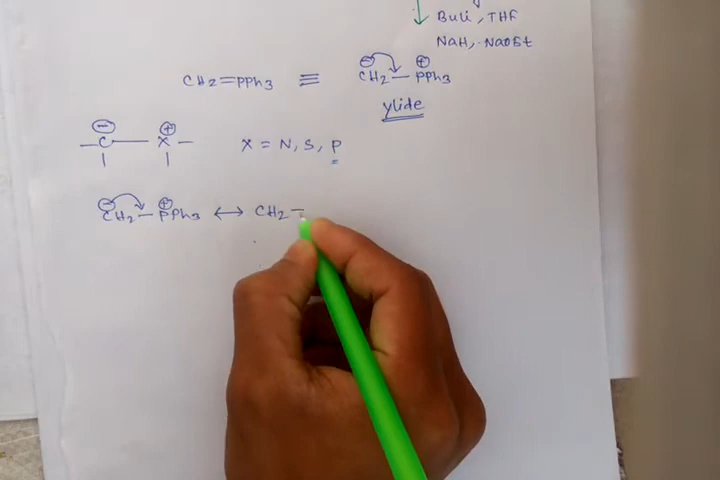 BuLi, THF
NaH, NaOEt
CH2=PPh3 ≡ ⊖CH2—⊕PPh3
ylide
—C⊖—X⊕— X = N, S, P
⊖CH2—⊕PPh3 ↔ CH2=